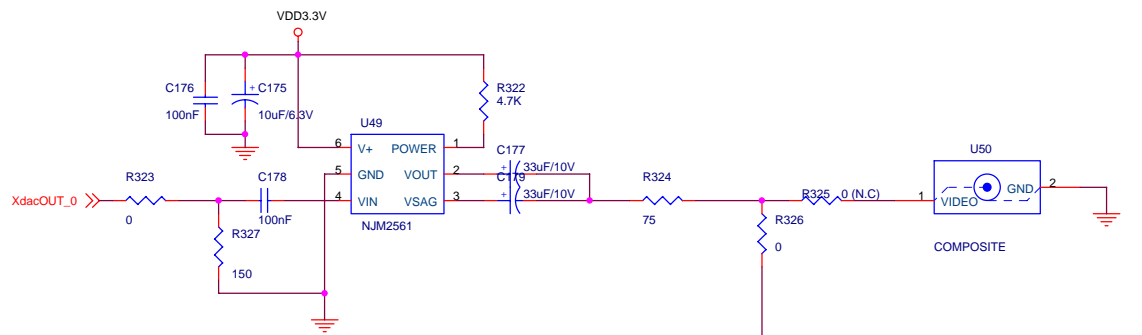 VDD3.3V
C176
100nF
+ C175
10uF/6.3V
R322
4.7K
U49
6 V+ POWER 1
5 GND VOUT 2
4 VIN VSAG 3
NJM2561
C177
+ 33uF/10V
C179
+ 33uF/10V
XdacOUT_0
R323
0
C178
100nF
R327
150
R324
75
R325 0 (N.C)
R326
0
U50
1 VIDEO
GND 2
COMPOSITE